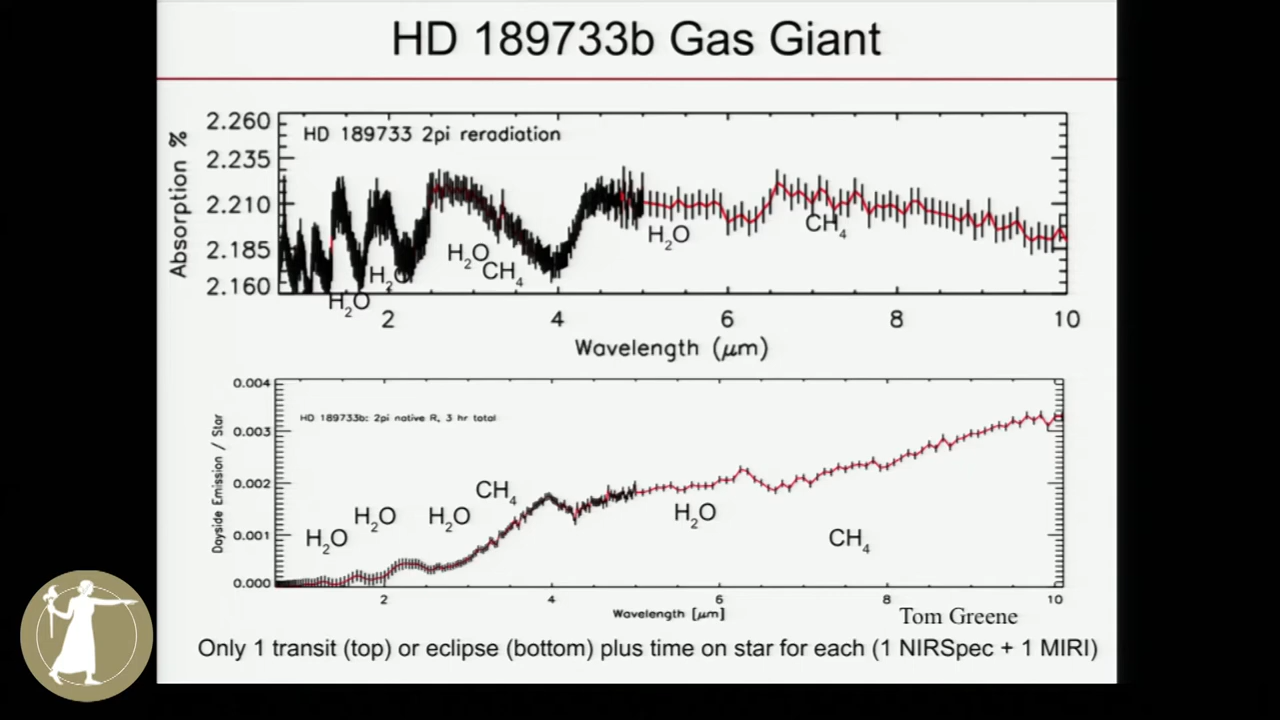 HD 189733b Gas Giant
HD 189733 2pi reradiation
Absorption %
2.260
2.235
2.210
2.185
2.160
H₂O
H₂O
H₂O
CH₄
H₂O
CH₄
2 4 6 8 10
Wavelength (μm)
HD 189733b: 2pi native R, 3 hr total
Dayside Emission / Star
0.004
0.003
0.002
0.001
0.000
H₂O
H₂O
H₂O
CH₄
H₂O
CH₄
2 4 6 8 10
Wavelength [μm]
Tom Greene
Only 1 transit (top) or eclipse (bottom) plus time on star for each (1 NIRSpec + 1 MIRI)